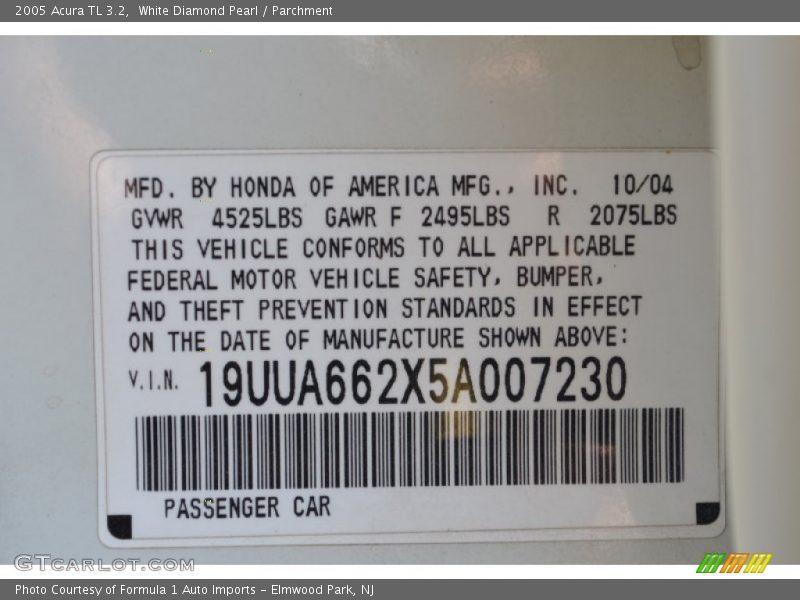 2005 Acura TL 3.2,  White Diamond Pearl / Parchment
MFD. BY HONDA OF AMERICA MFG., INC. 10/04
GVWR 4525LBS GAWR F 2495LBS R 2075LBS
THIS VEHICLE CONFORMS TO ALL APPLICABLE
FEDERAL MOTOR VEHICLE SAFETY, BUMPER,
AND THEFT PREVENTION STANDARDS IN EFFECT
ON THE DATE OF MANUFACTURE SHOWN ABOVE:
V.I.N. 19UUA662X5A007230
PASSENGER CAR
GTCARLOT.COM
Photo Courtesy of Formula 1 Auto Imports - Elmwood Park, NJ